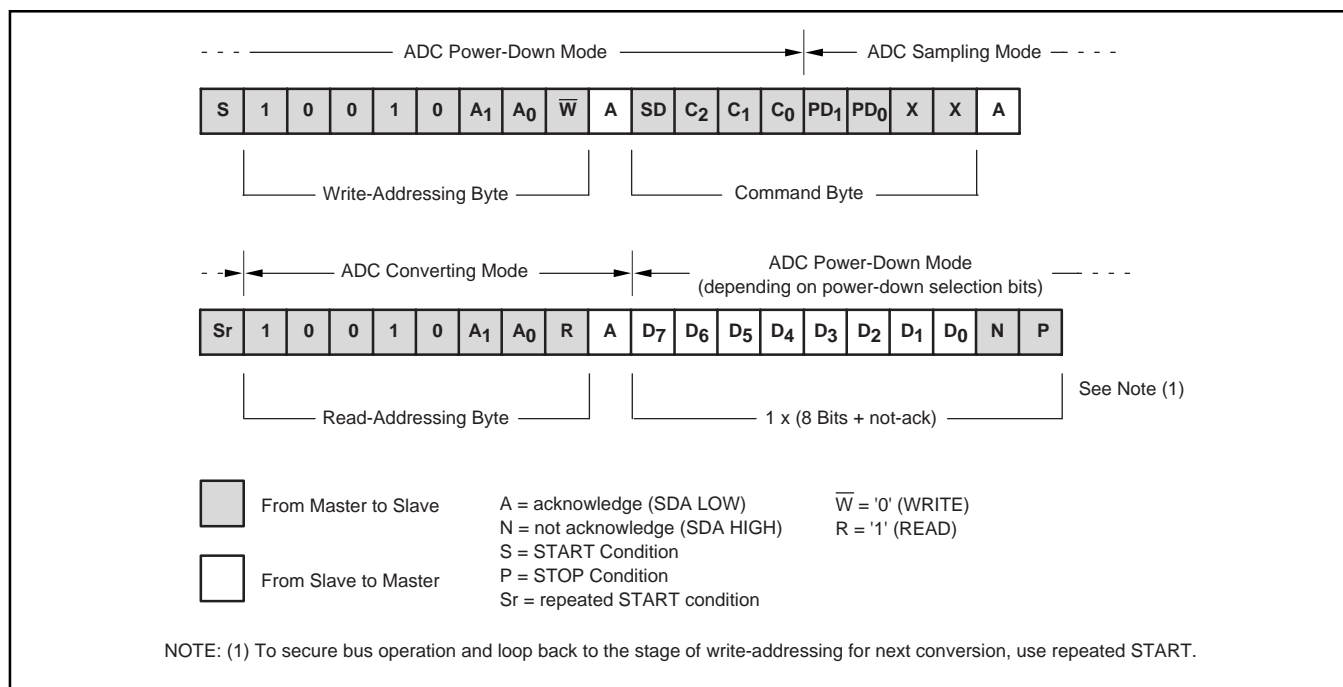 ADC Power-Down Mode ADC Sampling Mode
S 1 0 0 1 0 A1 A0 W̅ A SD C2 C1 C0 PD1 PD0 X X A
Write-Addressing Byte Command Byte
ADC Converting Mode ADC Power-Down Mode
(depending on power-down selection bits)
Sr 1 0 0 1 0 A1 A0 R A D7 D6 D5 D4 D3 D2 D1 D0 N P
See Note (1)
Read-Addressing Byte 1 x (8 Bits + not-ack)
From Master to Slave
From Slave to Master
A = acknowledge (SDA LOW)
N = not acknowledge (SDA HIGH)
S = START Condition
P = STOP Condition
Sr = repeated START condition
W̅ = '0' (WRITE)
R = '1' (READ)
NOTE: (1) To secure bus operation and loop back to the stage of write-addressing for next conversion, use repeated START.